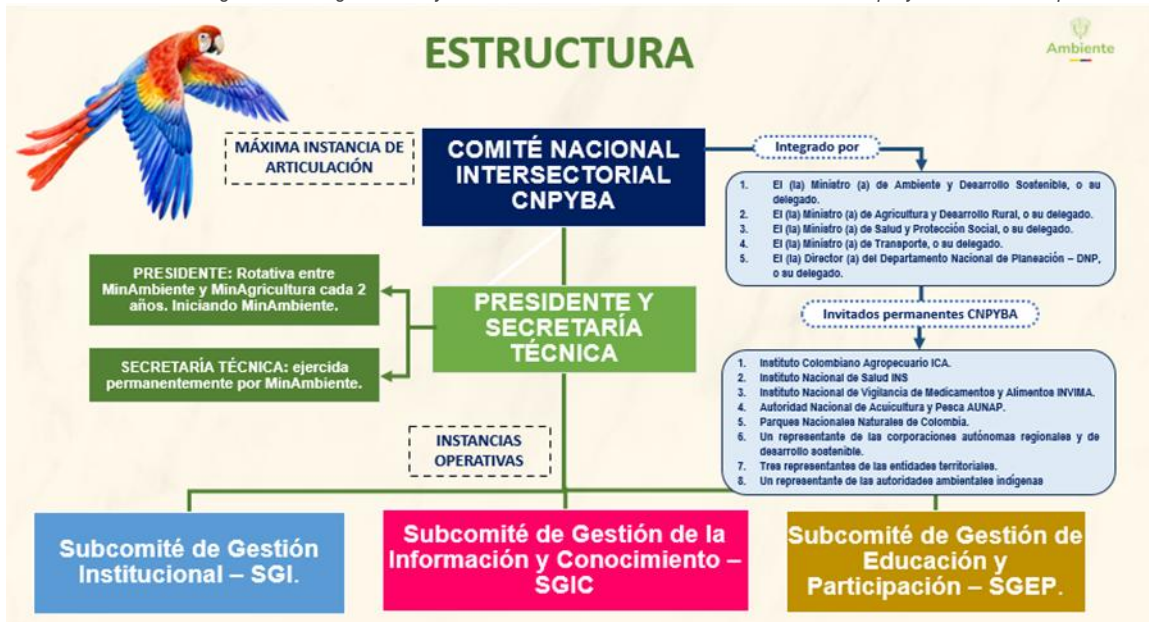 ESTRUCTURA
Ambiente
MÁXIMA INSTANCIA DE
ARTICULACIÓN
COMITÉ NACIONAL
INTERSECTORIAL
CNPYBA
Integrado por
1. El (la) Ministro (a) de Ambiente y Desarrollo Sostenible, o su
delegado.
2. El (la) Ministro (a) de Agricultura y Desarrollo Rural, o su delegado.
3. El (la) Ministro (a) de Salud y Protección Social, o su delegado.
4. El (la) Ministro (a) de Transporte, o su delegado.
5. El (la) Director (a) del Departamento Nacional de Planeación – DNP,
o su delegado.
PRESIDENTE: Rotativa entre
MinAmbiente y MinAgricultura cada 2
años. Iniciando MinAmbiente.
PRESIDENTE Y
SECRETARÍA
TÉCNICA
SECRETARÍA TÉCNICA: ejercida
permanentemente por MinAmbiente.
Invitados permanentes CNPYBA
1. Instituto Colombiano Agropecuario ICA.
2. Instituto Nacional de Salud INS
3. Instituto Nacional de Vigilancia de Medicamentos y Alimentos INVIMA.
4. Autoridad Nacional de Acuicultura y Pesca AUNAP.
5. Parques Nacionales Naturales de Colombia.
6. Un representante de las corporaciones autónomas regionales y de
desarrollo sostenible.
7. Tres representantes de las entidades territoriales.
8. Un representante de las autoridades ambientales indígenas
INSTANCIAS
OPERATIVAS
Subcomité de Gestión
Institucional – SGI.
Subcomité de Gestión de la
Información y Conocimiento –
SGIC
Subcomité de Gestión de
Educación y
Participación – SGEP.